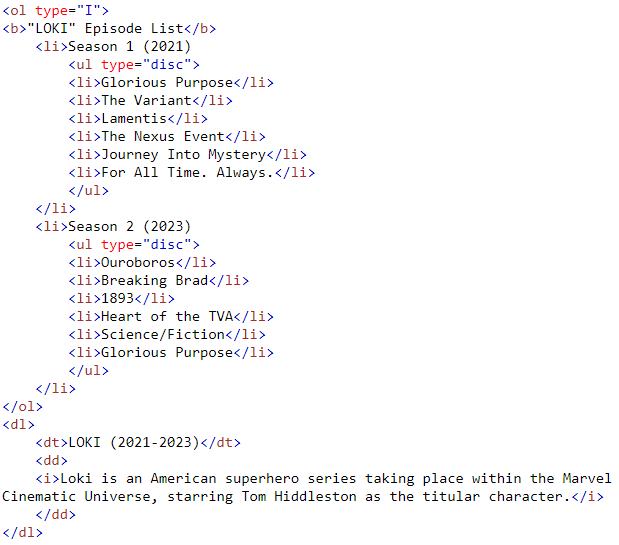 <ol type="I">
<b>"LOKI" Episode List</b>
    <li>Season 1 (2021)
        <ul type="disc">
        <li>Glorious Purpose</li>
        <li>The Variant</li>
        <li>Lamentis</li>
        <li>The Nexus Event</li>
        <li>Journey Into Mystery</li>
        <li>For All Time. Always.</li>
        </ul>
    </li>
    <li>Season 2 (2023)
        <ul type="disc">
        <li>Ouroboros</li>
        <li>Breaking Brad</li>
        <li>1893</li>
        <li>Heart of the TVA</li>
        <li>Science/Fiction</li>
        <li>Glorious Purpose</li>
        </ul>
    </li>
</ol>
<dl>
    <dt>LOKI (2021-2023)</dt>
    <dd>
    <i>Loki is an American superhero series taking place within the Marvel
Cinematic Universe, starring Tom Hiddleston as the titular character.</i>
    </dd>
</dl>